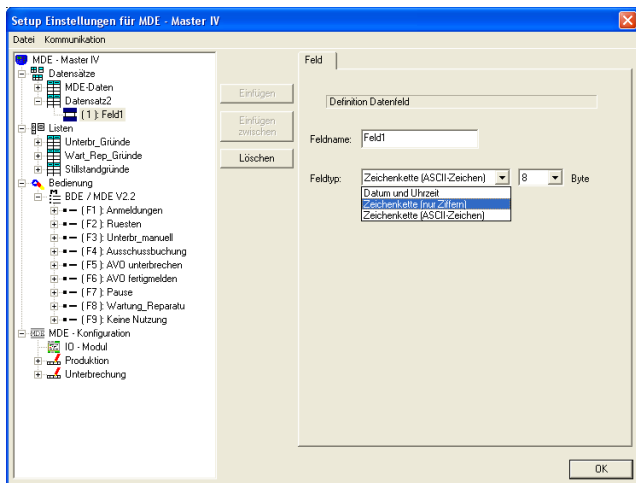 Setup Einstellungen für MDE - Master IV
Datei Kommunikation
MDE - Master IV
Datensätze
MDE-Daten
Datensatz2
( 1 ): Feld1
Listen
Unterbr_Gründe
Wart_Rep_Gründe
Stillstandgründe
Bedienung
BDE / MDE V2.2
( F1 ): Anmeldungen
( F2 ): Ruesten
( F3 ): Unterbr_manuell
( F4 ): Ausschussbuchung
( F5 ): AVO unterbrechen
( F6 ): AVO fertigmelden
( F7 ): Pause
( F8 ): Wartung_Reparatu
( F9 ): Keine Nutzung
MDE - Konfiguration
IO - Modul
Produktion
Unterbrechung
Einfügen
Einfügen
zwischen
Löschen
Feld
Definition Datenfeld
Feldname: Feld1
Feldtyp: Zeichenkette (ASCII-Zeichen) 8 Byte
Datum und Uhrzeit
Zeichenkette (nur Ziffern)
Zeichenkette (ASCII-Zeichen)
OK